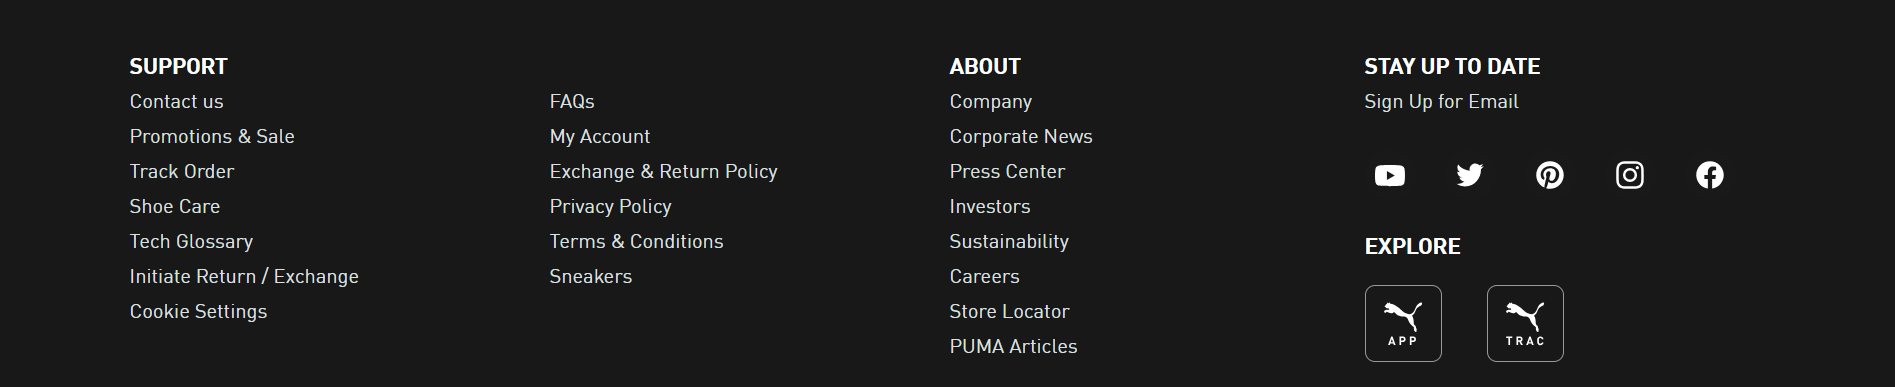 SUPPORT
Contact us
Promotions & Sale
Track Order
Shoe Care
Tech Glossary
Initiate Return / Exchange
Cookie Settings
FAQs
My Account
Exchange & Return Policy
Privacy Policy
Terms & Conditions
Sneakers
ABOUT
Company
Corporate News
Press Center
Investors
Sustainability
Careers
Store Locator
PUMA Articles
STAY UP TO DATE
Sign Up for Email
EXPLORE
APP
TRAC